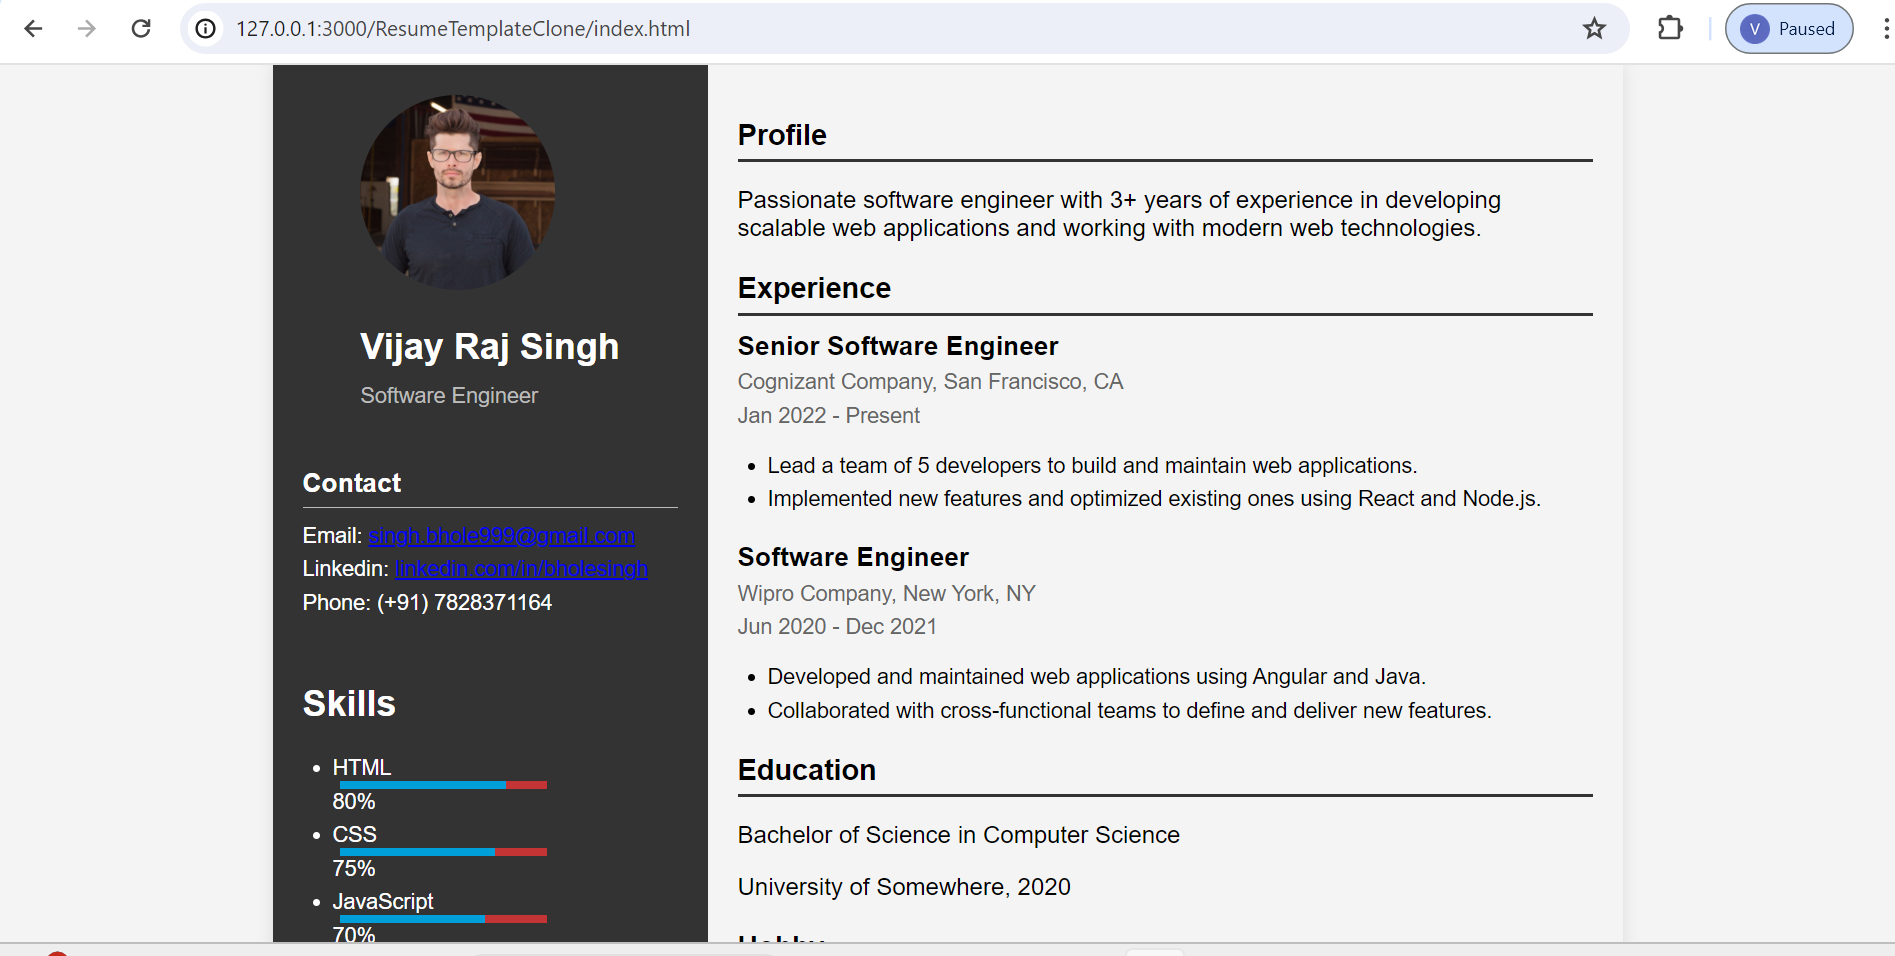 127.0.0.1:3000/ResumeTemplateClone/index.html
V Paused
Vijay Raj Singh
Software Engineer
Contact
Email: singh.bhole999@gmail.com
Linkedin: linkedin.com/in/bholesingh
Phone: (+91) 7828371164
Skills
• HTML
80%
• CSS
75%
• JavaScript
70%
Profile
Passionate software engineer with 3+ years of experience in developing
scalable web applications and working with modern web technologies.
Experience
Senior Software Engineer
Cognizant Company, San Francisco, CA
Jan 2022 - Present
• Lead a team of 5 developers to build and maintain web applications.
• Implemented new features and optimized existing ones using React and Node.js.
Software Engineer
Wipro Company, New York, NY
Jun 2020 - Dec 2021
• Developed and maintained web applications using Angular and Java.
• Collaborated with cross-functional teams to define and deliver new features.
Education
Bachelor of Science in Computer Science
University of Somewhere, 2020
Hobby